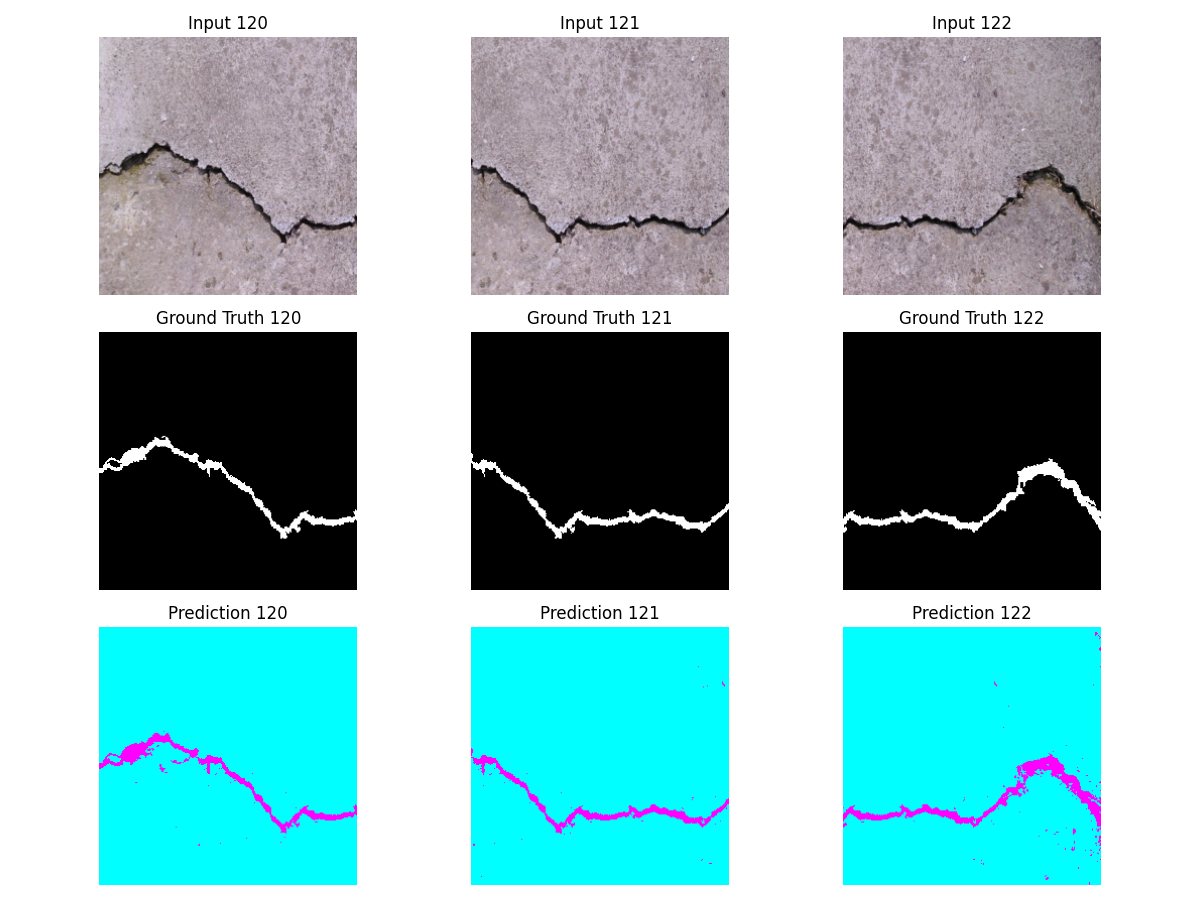 Input 120
Input 121
Input 122
Ground Truth 120
Ground Truth 121
Ground Truth 122
Prediction 120
Prediction 121
Prediction 122